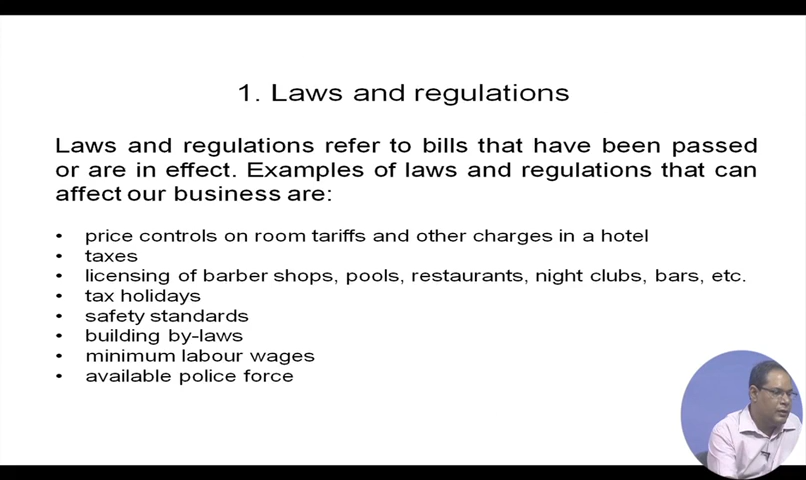 1. Laws and regulations
Laws and regulations refer to bills that have been passed
or are in effect. Examples of laws and regulations that can
affect our business are:
• price controls on room tariffs and other charges in a hotel
• taxes
• licensing of barber shops, pools, restaurants, night clubs, bars, etc.
• tax holidays
• safety standards
• building by-laws
• minimum labour wages
• available police force